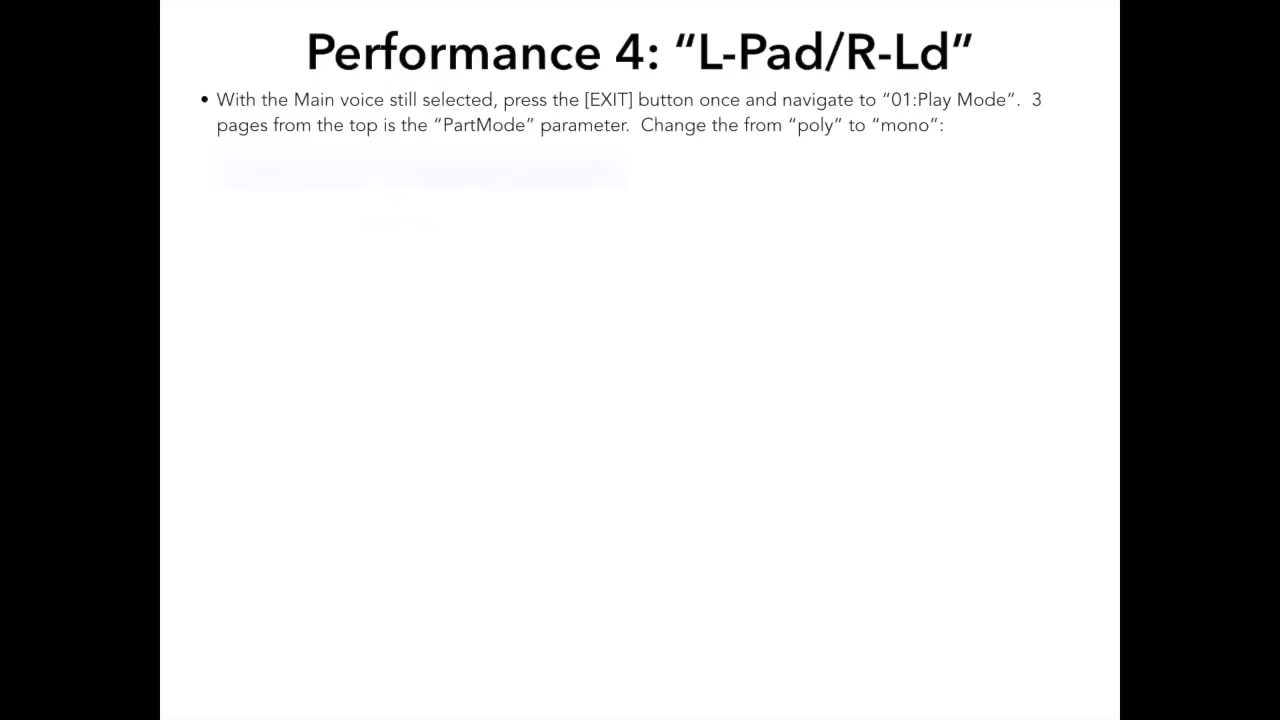 Performance 4: “L-Pad/R-Ld”
• With the Main voice still selected, press the [EXIT] button once and navigate to “01:Play Mode”.  3
pages from the top is the “PartMode” parameter.  Change the from “poly” to “mono”: